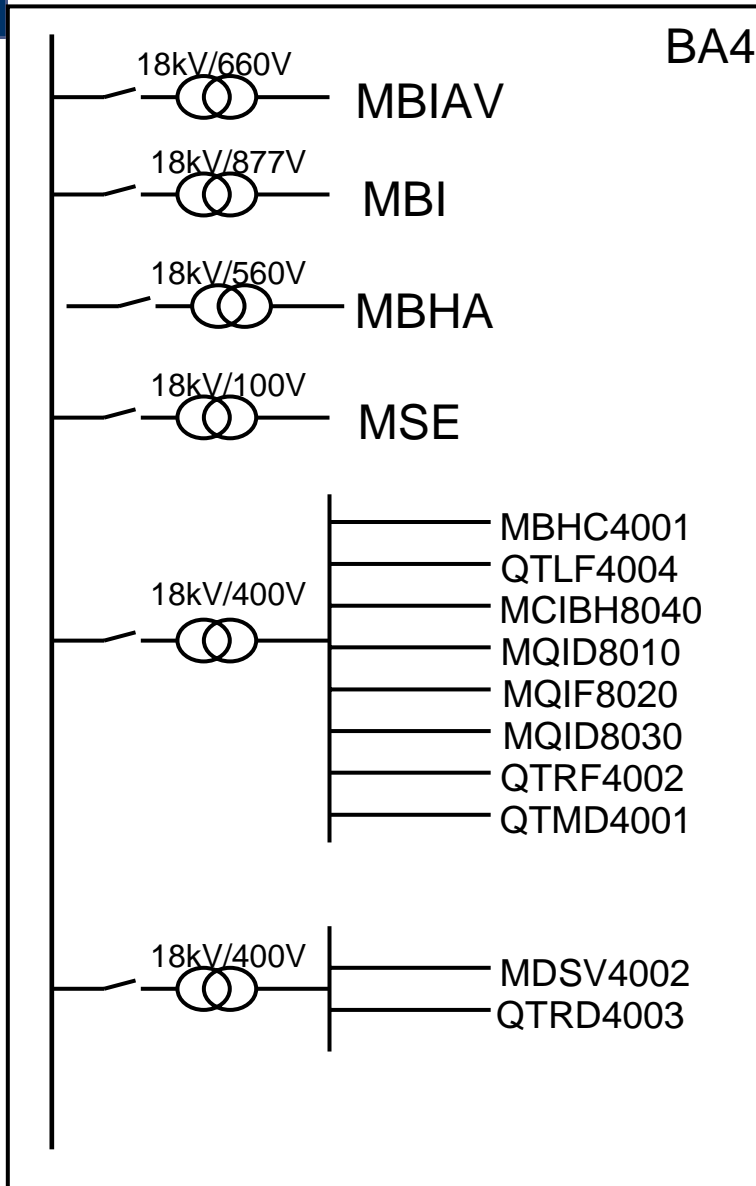 BA4
18kV/660V
MBIAV
18kV/877V
MBI
18kV/560V
MBHA
18kV/100V
MSE
18kV/400V
MBHC4001
QTLF4004
MCIBH8040
MQID8010
MQIF8020
MQID8030
QTRF4002
QTMD4001
18kV/400V
MDSV4002
QTRD4003